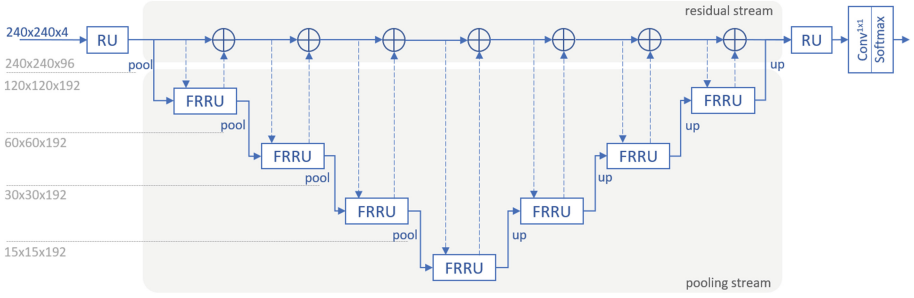 residual stream
240x240x4
RU
RU
Conv1x1
Softmax
240x240x96
pool
up
120x120x192
FRRU
FRRU
pool
up
60x60x192
FRRU
FRRU
pool
up
30x30x192
FRRU
FRRU
pool
up
15x15x192
FRRU
pooling stream